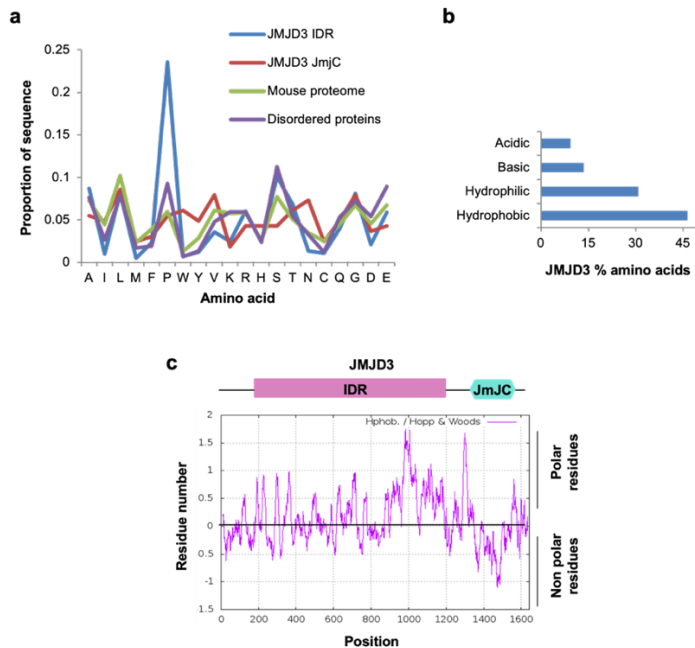 a
JMJD3 IDR
JMJD3 JmjC
Mouse proteome
Disordered proteins
Proportion of sequence
0.25
0.2
0.15
0.1
0.05
0
A I L M F P W Y V K R H S T N C Q G D E
Amino acid
b
Acidic
Basic
Hydrophilic
Hydrophobic
0 15 30 45
JMJD3 % amino acids
c
JMJD3
IDR
JmJC
Hphob. / Hopp & Woods
Residue number
2
1.5
1
0.5
0
0.5
-1
1.5
0 200 400 600 800 1000 1200 1400 1600
Position
Polar
residues
Non polar
residues